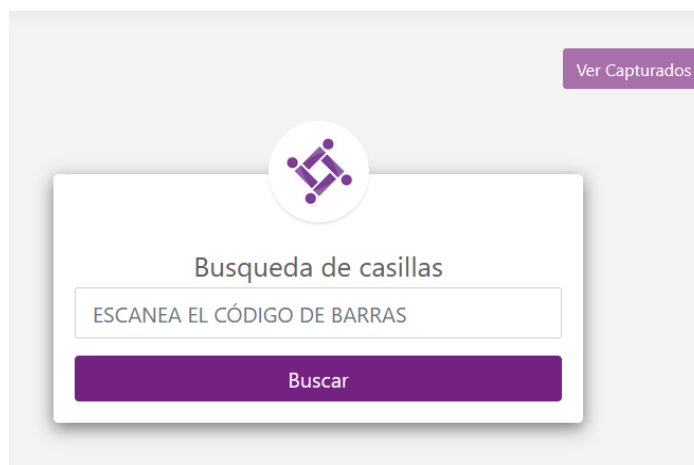 Ver Capturados
Busqueda de casillas
ESCANEA EL CÓDIGO DE BARRAS
Buscar